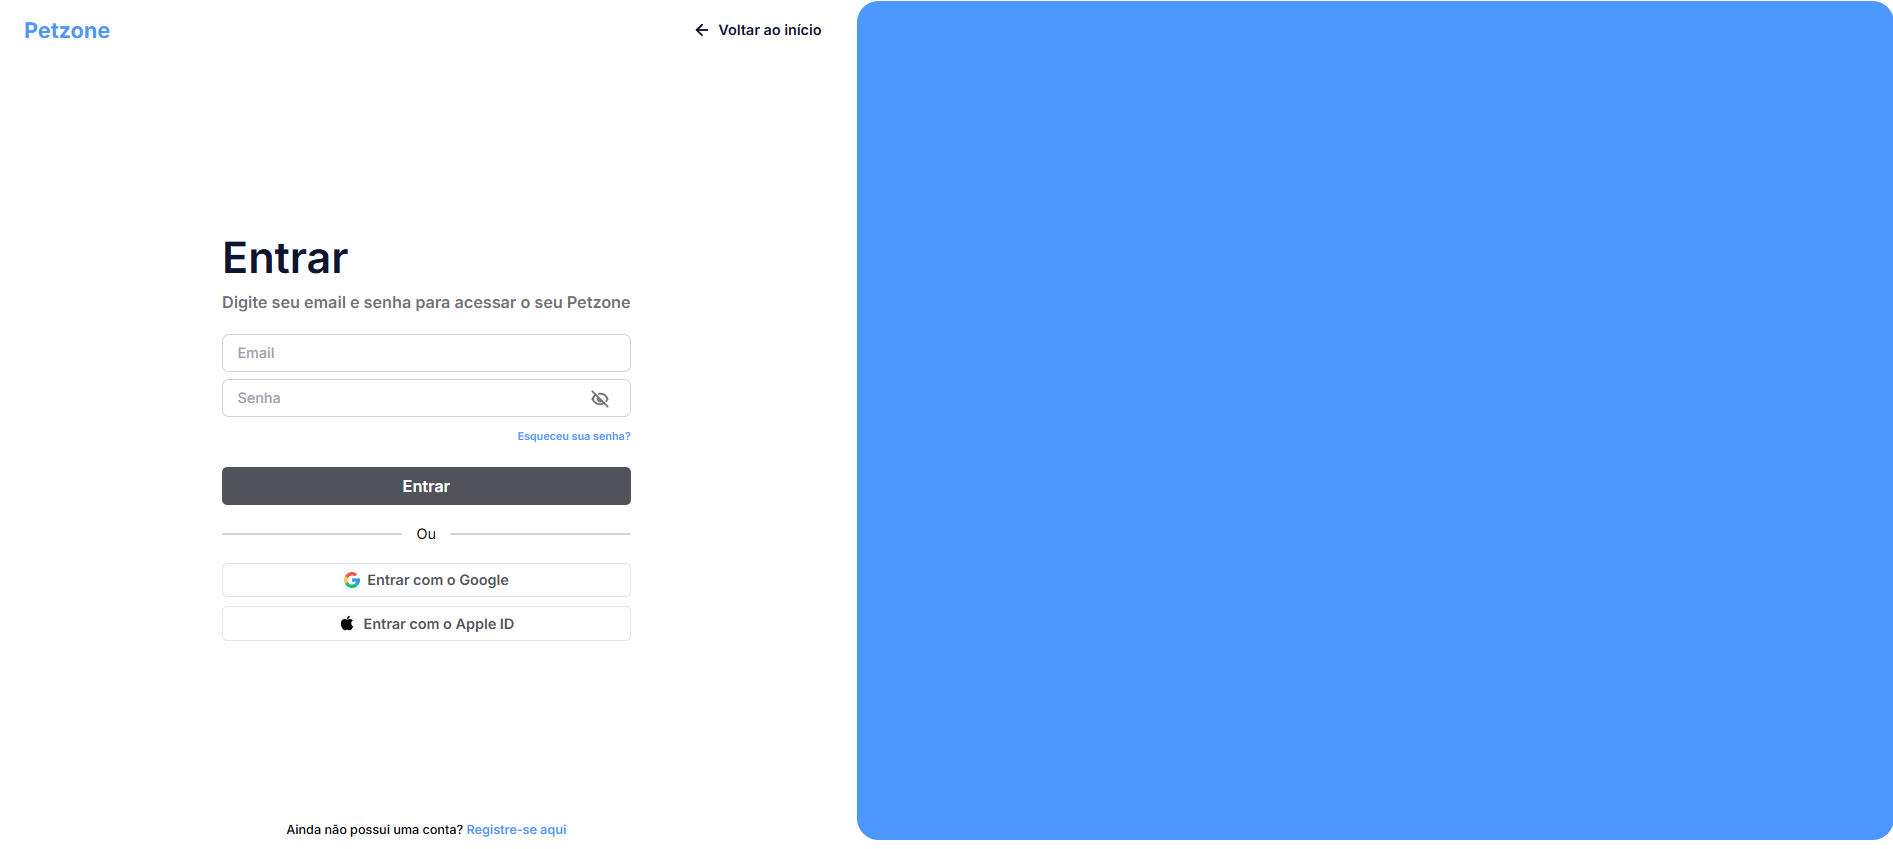 Petzone
Voltar ao início
Entrar
Digite seu email e senha para acessar o seu Petzone
Email
Senha
Esqueceu sua senha?
Entrar
Ou
Entrar com o Google
Entrar com o Apple ID
Ainda não possui uma conta? Registre-se aqui